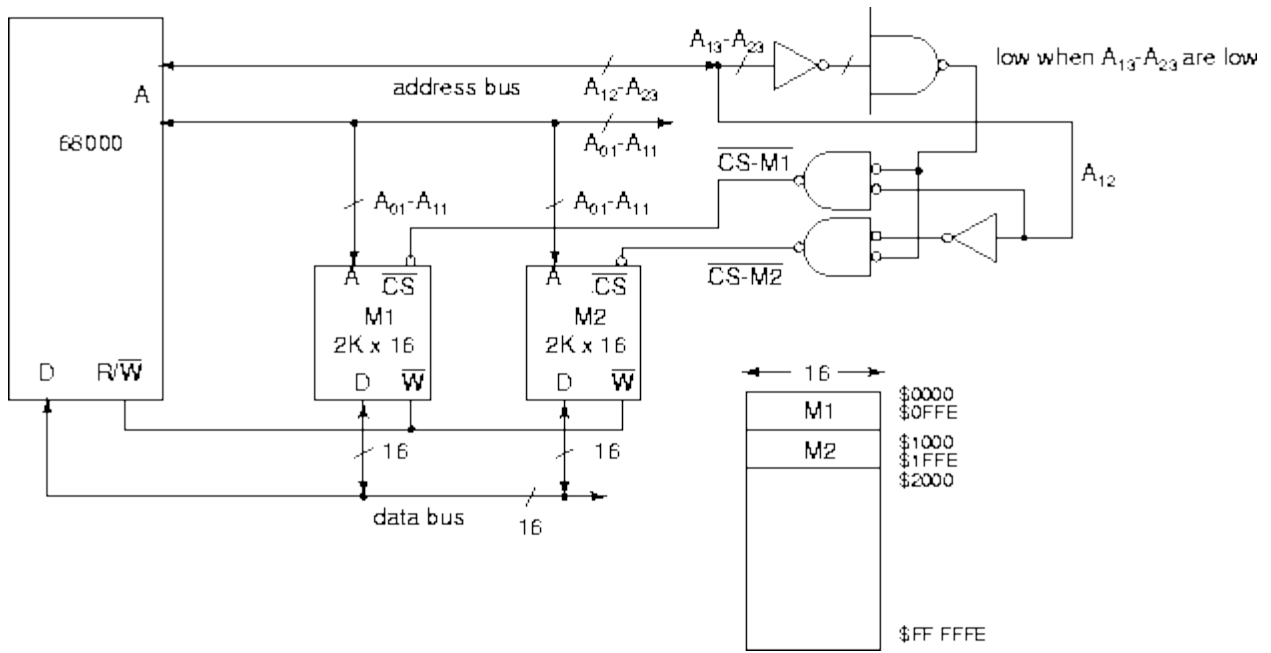 A₁₃-A₂₃
low when A₁₃-A₂₃ are low
A
address bus
A₁₂-A₂₃
68000
A₀₁-A₁₁
CS-M1
A₁₂
A₀₁-A₁₁
A₀₁-A₁₁
CS-M2
A
CS
A
CS
M1
M2
2K x 16
2K x 16
D
R/W
D
W
D
W
16
M1
$0000
$0FFE
16
16
M2
$1000
$1FFE
$2000
data bus
16
$FF FFFE